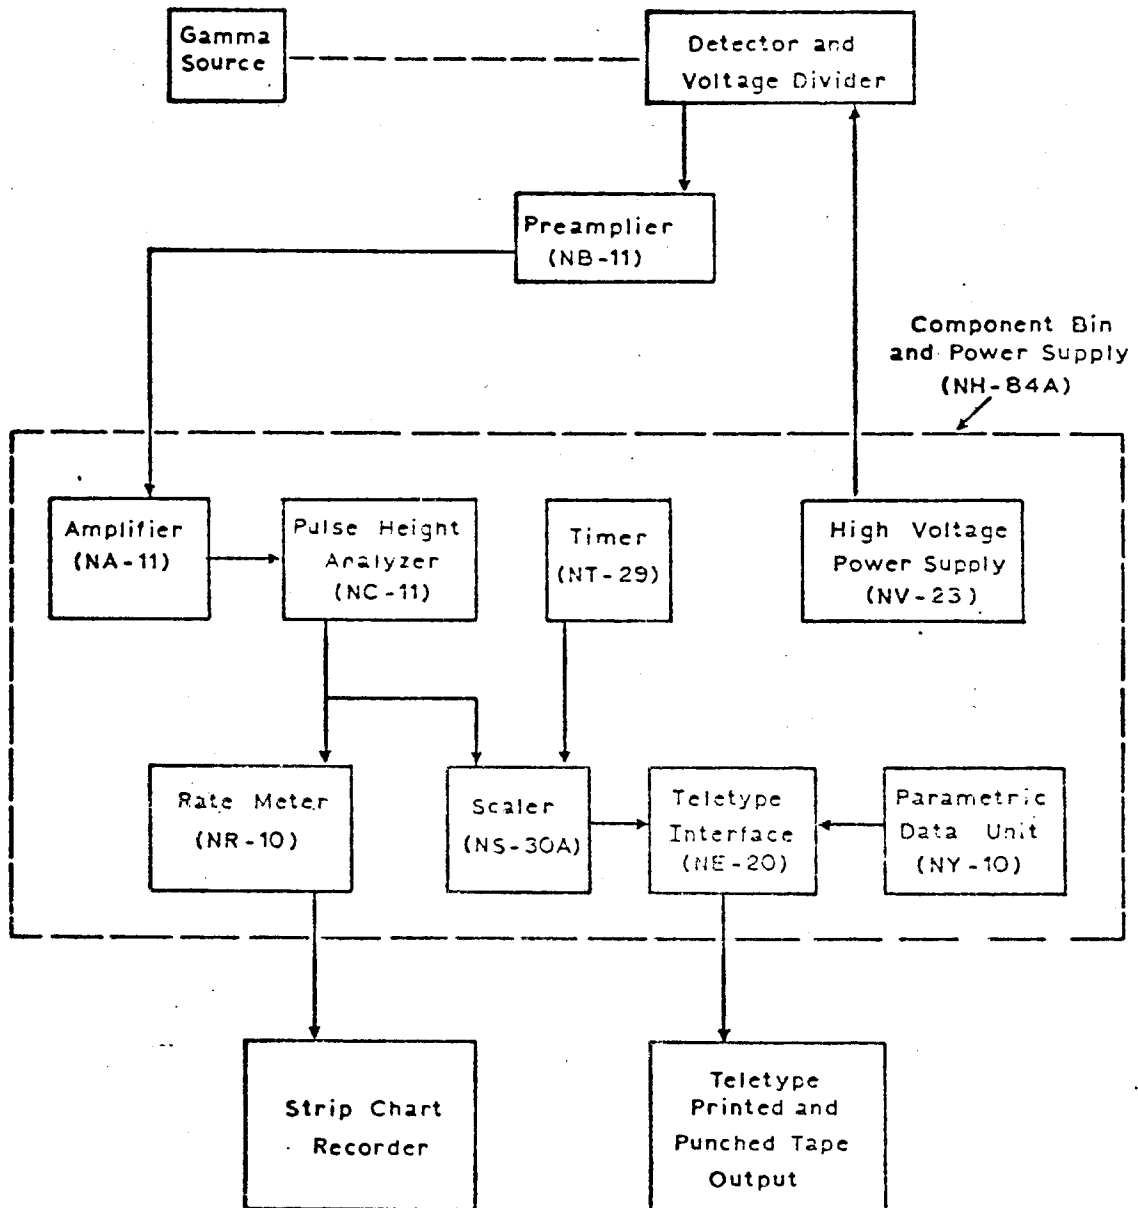 Gamma
Source
Detector and
Voltage Divider
Preamplier
(NB-11)
Component Bin
and Power Supply
(NH-84A)
Amplifier
(NA-11)
Pulse Height
Analyzer
(NC-11)
Timer
(NT-29)
High Voltage
Power Supply
(NV-23)
Rate Meter
(NR-10)
Scaler
(NS-30A)
Teletype
Interface
(NE-20)
Parametric
Data Unit
(NY-10)
Strip Chart
Recorder
Teletype
Printed and
Punched Tape
Output